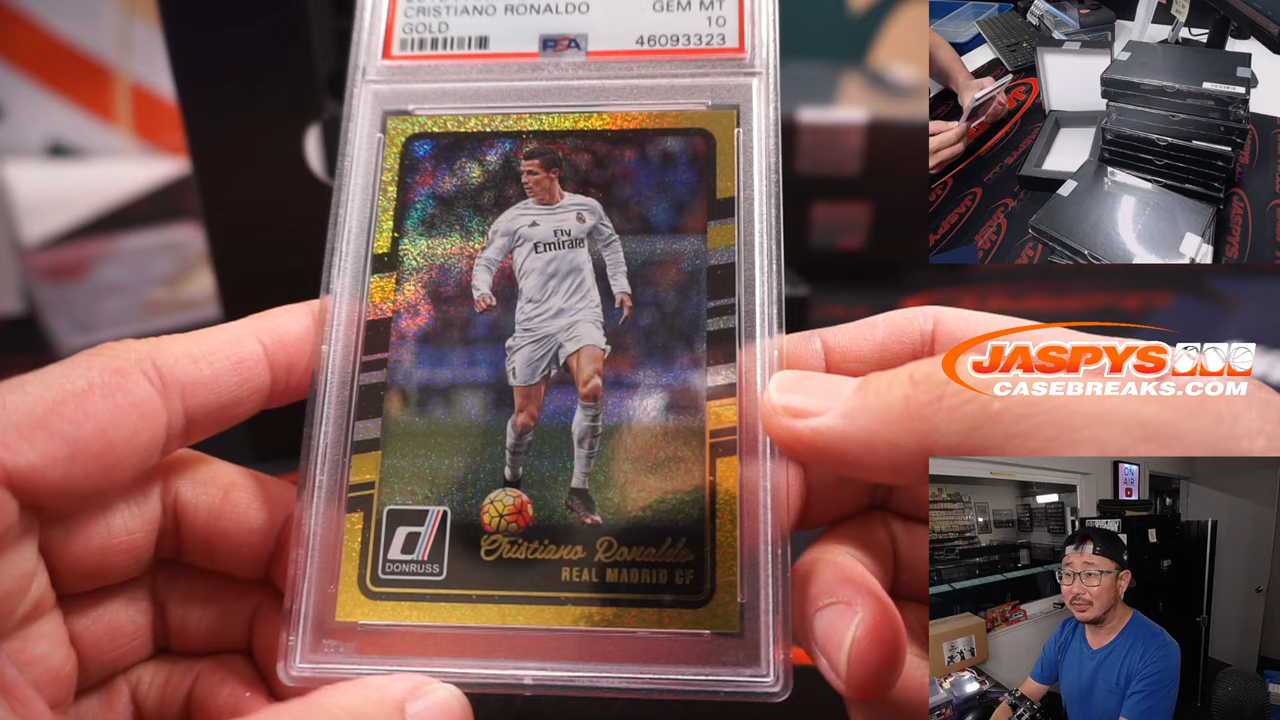 CRISTIANO RONALDO
GEM MT
GOLD
10
PSA
46093323
Fly
Emirates
DONRUSS
Cristiano Ronaldo
REAL MADRID CF
JASPYS
CASEBREAKS.COM
ON
AIR
JASPYS